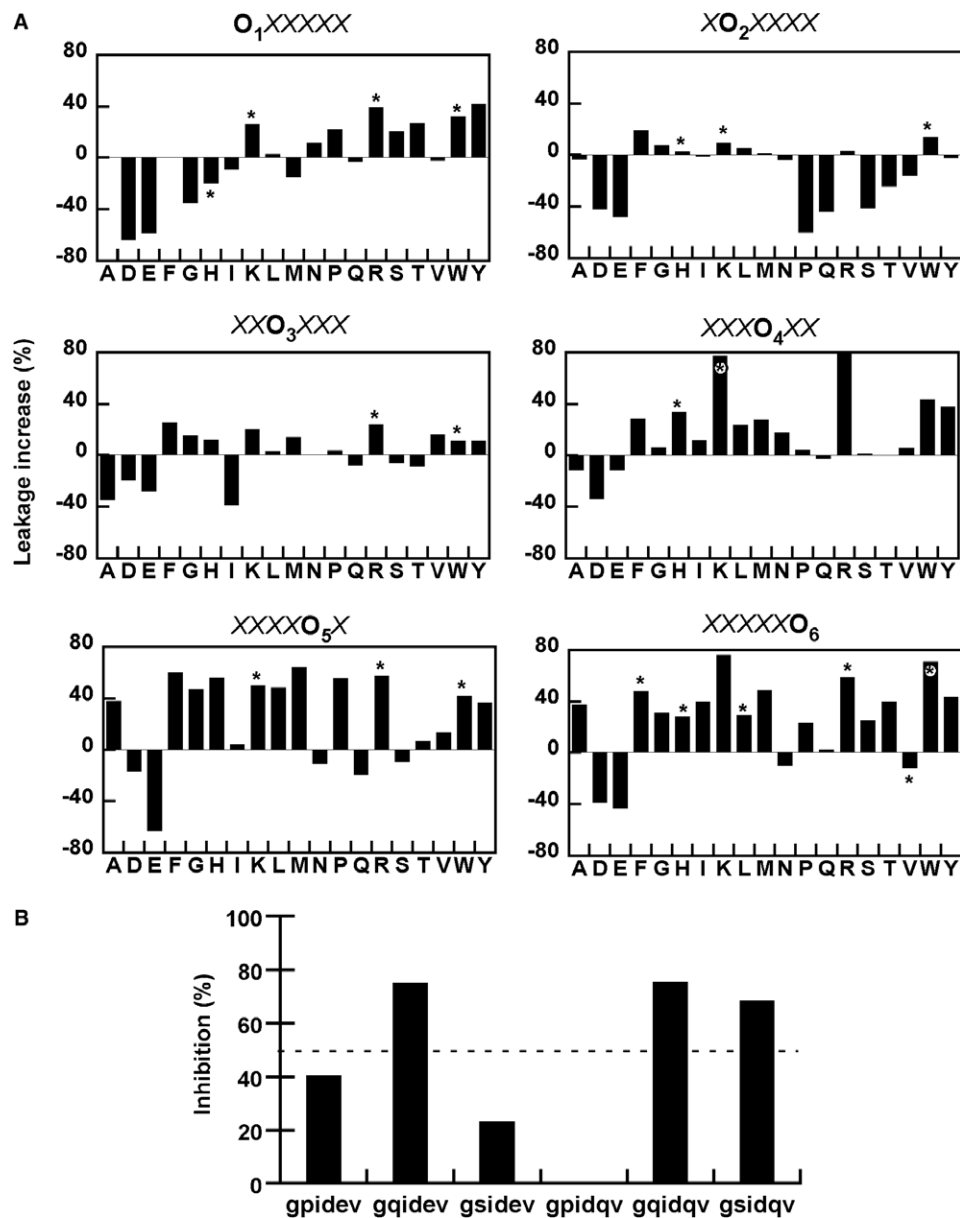 A
O₁XXXXX
XO₂XXXX
80
40
0
-40
-80
* * * *
A D E F G H I K L M N P Q R S T V W Y
80
40
0
-40
-80
* * *
A D E F G H I K L M N P Q R S T V W Y
Leakage increase (%)
XXO₃XXX
XXXO₄XX
80
40
0
-40
-80
* *
A D E F G H I K L M N P Q R S T V W Y
80
40
0
-40
-80
* *
A D E F G H I K L M N P Q R S T V W Y
XXXXO₅X
XXXXXO₆
80
40
0
-40
-80
* * *
A D E F G H I K L M N P Q R S T V W Y
80
40
0
-40
-80
* * * * * *
A D E F G H I K L M N P Q R S T V W Y
B
Inhibition (%)
100
80
60
40
20
0
gpidev gqidev gsidev gpidqv gqidqv gsidqv